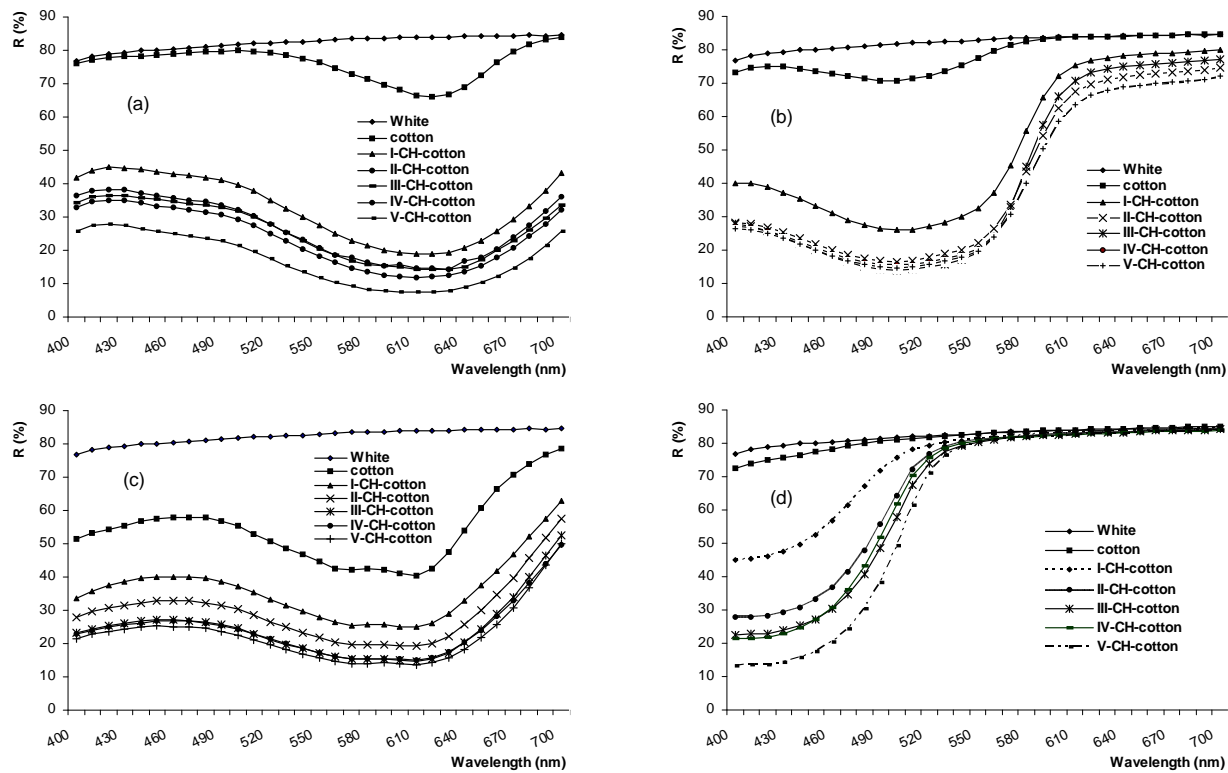 R (%)
90
80
70
60
50
40
30
20
10
0
(a)
White
cotton
I-CH-cotton
II-CH-cotton
III-CH-cotton
IV-CH-cotton
V-CH-cotton
400 430 460 490 520 550 580 610 640 670 700
Wavelength (nm)
R (%)
90
80
70
60
50
40
30
20
10
0
(b)
White
cotton
I-CH-cotton
II-CH-cotton
III-CH-cotton
IV-CH-cotton
V-CH-cotton
400 430 460 490 520 550 580 610 640 670 700
Wavelength (nm)
R (%)
90
80
70
60
50
40
30
20
10
0
(c)
White
cotton
I-CH-cotton
II-CH-cotton
III-CH-cotton
IV-CH-cotton
V-CH-cotton
400 430 460 490 520 550 580 610 640 670 700
Wavelength (nm)
R (%)
90
80
70
60
50
40
30
20
10
0
(d)
White
cotton
I-CH-cotton
II-CH-cotton
III-CH-cotton
IV-CH-cotton
V-CH-cotton
400 430 460 490 520 550 580 610 640 670 700
Wavelength (nm)